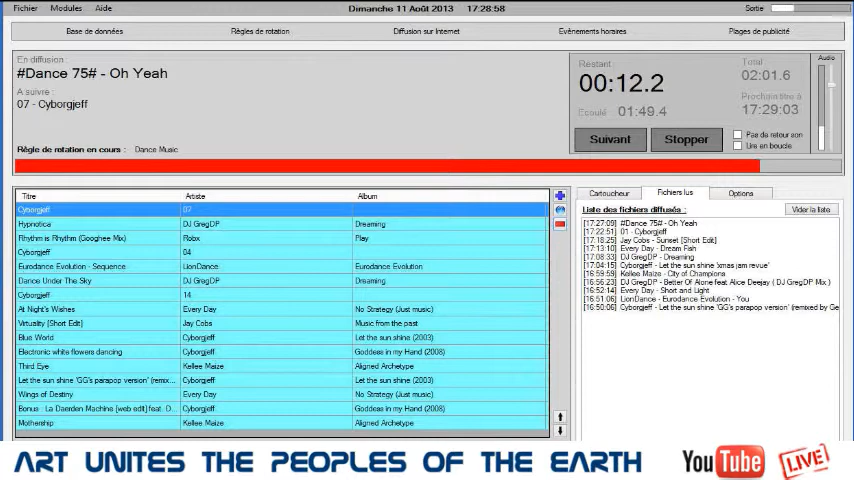 Fichier Modules Aide Dimanche 11 Août 2013 17:28:58 Sortie
Base de données Règles de rotation Diffusion sur Internet Evènements horaires Plages de publicité
En diffusion :
#Dance 75# - Oh Yeah
A suivre :
07 - Cyborgjeff
Règle de rotation en cours : Dance Music
Restant :
00:12.2
Total
02:01.6
Ecoulé : 01:49.4
Prochain titre à
17:29:03
Audio
Suivant Stopper
Pas de retour son
Lire en boucle
Titre Artiste Album
Cyborgjeff 07
Hypnotica DJ GregDP Dreaming
Rhythm is Rhythm (Googhee Mix) Robx Play
Cyborgjeff 04
Eurodance Evolution - Sequence LionDance Eurodance Evolution
Dance Under The Sky DJ GregDP Dreaming
Cyborgjeff 14
At Night's Wishes Every Day No Strategy (Just music)
Virtuality [Short Edit] Jay Cobs Music from the past
Blue World Cyborgjeff Let the sun shine (2003)
Electronic white flowers dancing Cyborgjeff Goddess in my Hand (2008)
Third Eye Kellee Maize Aligned Archetype
Let the sun shine 'GG's parapop version' (remix... Cyborgjeff Let the sun shine (2003)
Wings of Destiny Every Day No Strategy (Just music)
Bonus : La Daerden Machine [web edit] feat. D... Cyborgjeff Goddess in my Hand (2008)
Mothership Kellee Maize Aligned Archetype
Cartoucheur Fichiers lus Options
Liste des fichiers diffusés : Vider la liste
[17:27:09] #Dance 75# - Oh Yeah
[17:22:51] 01 - Cyborgjeff
[17:18:25] Jay Cobs - Sunset [Short Edit]
[17:13:10] Every Day - Dream Fish
[17:08:33] DJ GregDP - Dreaming
[17:04:15] Cyborgjeff - Let the sun shine 'xmas jam revue'
[16:59:59] Kellee Maize - City of Champions
[16:56:23] DJ GregDP - Better Of Alone feat Alice Deejay ( DJ GregDP Mix )
[16:52:14] Every Day - Short and Light
[16:51:06] LionDance - Eurodance Evolution - You
[16:50:06] Cyborgjeff - Let the sun shine 'GG's parapop version' (remixed by Ge
ART UNITES THE PEOPLES OF THE EARTH
YouTube LIVE